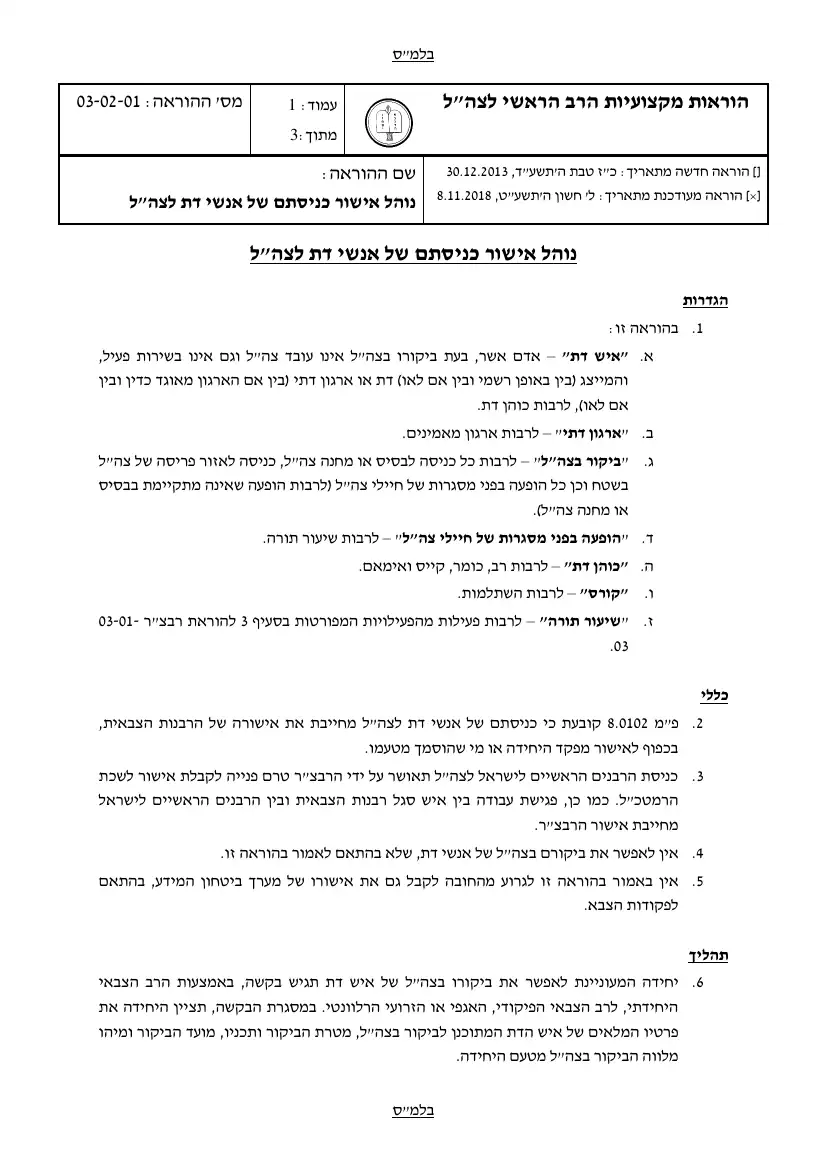 בלמ״ס
הוראות מקצועיות הרב הראשי לצה״ל
עמוד: 1
מתוך: 3
מס׳ ההוראה: 03-02-01
[] הוראה חדשה מתאריך: כ״ז טבת ה׳תשע״ד, 30.12.2013
[×] הוראה מעודכנת מתאריך: ל׳ חשון ה׳תשע״ט, 8.11.2018
שם ההוראה:
נוהל אישור כניסתם של אנשי דת לצה״ל
נוהל אישור כניסתם של אנשי דת לצה״ל
הגדרות
1. בהוראה זו:
א. ״איש דת״ – אדם אשר, בעת ביקורו בצה״ל אינו עובד צה״ל וגם אינו בשירות פעיל,
והמייצג (בין באופן רשמי ובין אם לאו) דת או ארגון דתי (בין אם הארגון מאוגד כדין ובין
אם לאו), לרבות כוהן דת.
ב. ״ארגון דתי״ – לרבות ארגון מאמינים.
ג. ״ביקור בצה״ל״ – לרבות כל כניסה לבסיס או מחנה צה״ל, כניסה לאזור פריסה של צה״ל
בשטח וכן כל הופעה בפני מסגרות של חיילי צה״ל (לרבות הופעה שאינה מתקיימת בבסיס
או מחנה צה״ל).
ד. ״הופעה בפני מסגרות של חיילי צה״ל״ – לרבות שיעור תורה.
ה. ״כוהן דת״ – לרבות רב, כומר, קייס ואימאם.
ו. ״קורס״ – לרבות השתלמות.
ז. ״שיעור תורה״ – לרבות פעילות מהפעילויות המפורטות בסעיף 3 להוראת רבצ״ר 03-01-
03.
כללי
2. פ״מ 8.0102 קובעת כי כניסתם של אנשי דת לצה״ל מחייבת את אישורה של הרבנות הצבאית,
בכפוף לאישור מפקד היחידה או מי שהוסמך מטעמו.
3. כניסת הרבנים הראשיים לישראל לצה״ל תאושר על ידי הרבצ״ר טרם פנייה לקבלת אישור לשכת
הרמטכ״ל. כמו כן, פגישת עבודה בין איש סגל רבנות הצבאית ובין הרבנים הראשיים לישראל
מחייבת אישור הרבצ״ר.
4. אין לאפשר את ביקורם בצה״ל של אנשי דת, שלא בהתאם לאמור בהוראה זו.
5. אין באמור בהוראה זו לגרוע מהחובה לקבל גם את אישורו של מערך ביטחון המידע, בהתאם
לפקודות הצבא.
תהליך
6. יחידה המעוניינת לאפשר את ביקורו בצה״ל של איש דת תגיש בקשה, באמצעות הרב הצבאי
היחידתי, לרב הצבאי הפיקודי, האגפי או הזרועי הרלוונטי. במסגרת הבקשה, תציין היחידה את
פרטיו המלאים של איש הדת המתוכנן לביקור בצה״ל, מטרת הביקור ותכניו, מועד הביקור ומיהו
מלווה הביקור בצה״ל מטעם היחידה.
בלמ״ס